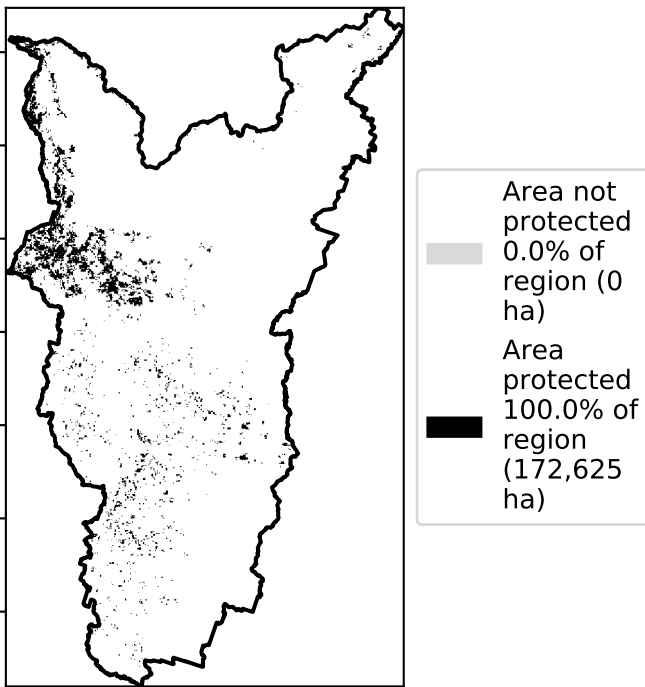 Area not
protected
0.0% of
region (0
ha)
Area
protected
100.0% of
region
(172,625
ha)